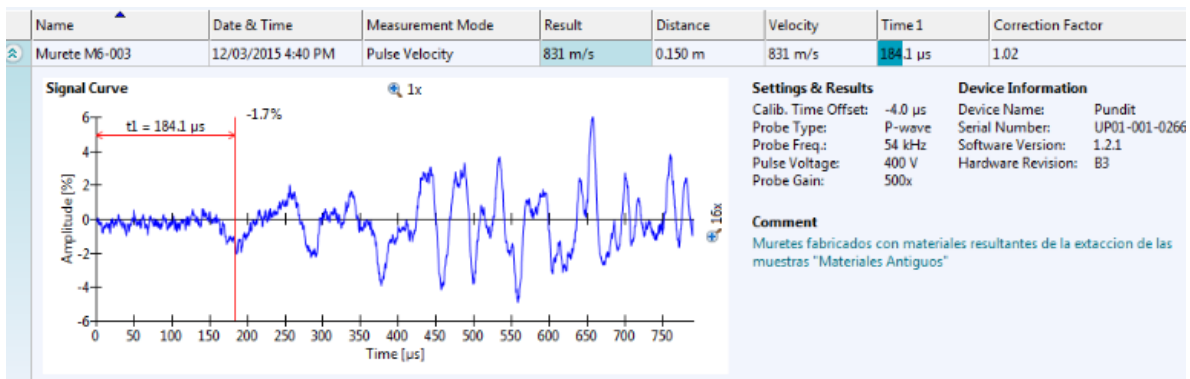 Name Date & Time Measurement Mode Result Distance Velocity Time 1 Correction Factor
Murete M6-003 12/03/2015 4:40 PM Pulse Velocity 831 m/s 0.150 m 831 m/s 184.1 µs 1.02
Signal Curve 1x
t1 = 184.1 µs -1.7%
6
4
2
0
-2
-4
-6
Amplitude [%]
0 50 100 150 200 250 300 350 400 450 500 550 600 650 700 750
Time [µs]
16x
Settings & Results
Calib. Time Offset: -4.0 µs
Probe Type: P-wave
Probe Freq.: 54 kHz
Pulse Voltage: 400 V
Probe Gain: 500x
Device Information
Device Name: Pundit
Serial Number: UP01-001-0266
Software Version: 1.2.1
Hardware Revision: B3
Comment
Muretes fabricados con materiales resultantes de la extaccion de las
muestras "Materiales Antiguos"